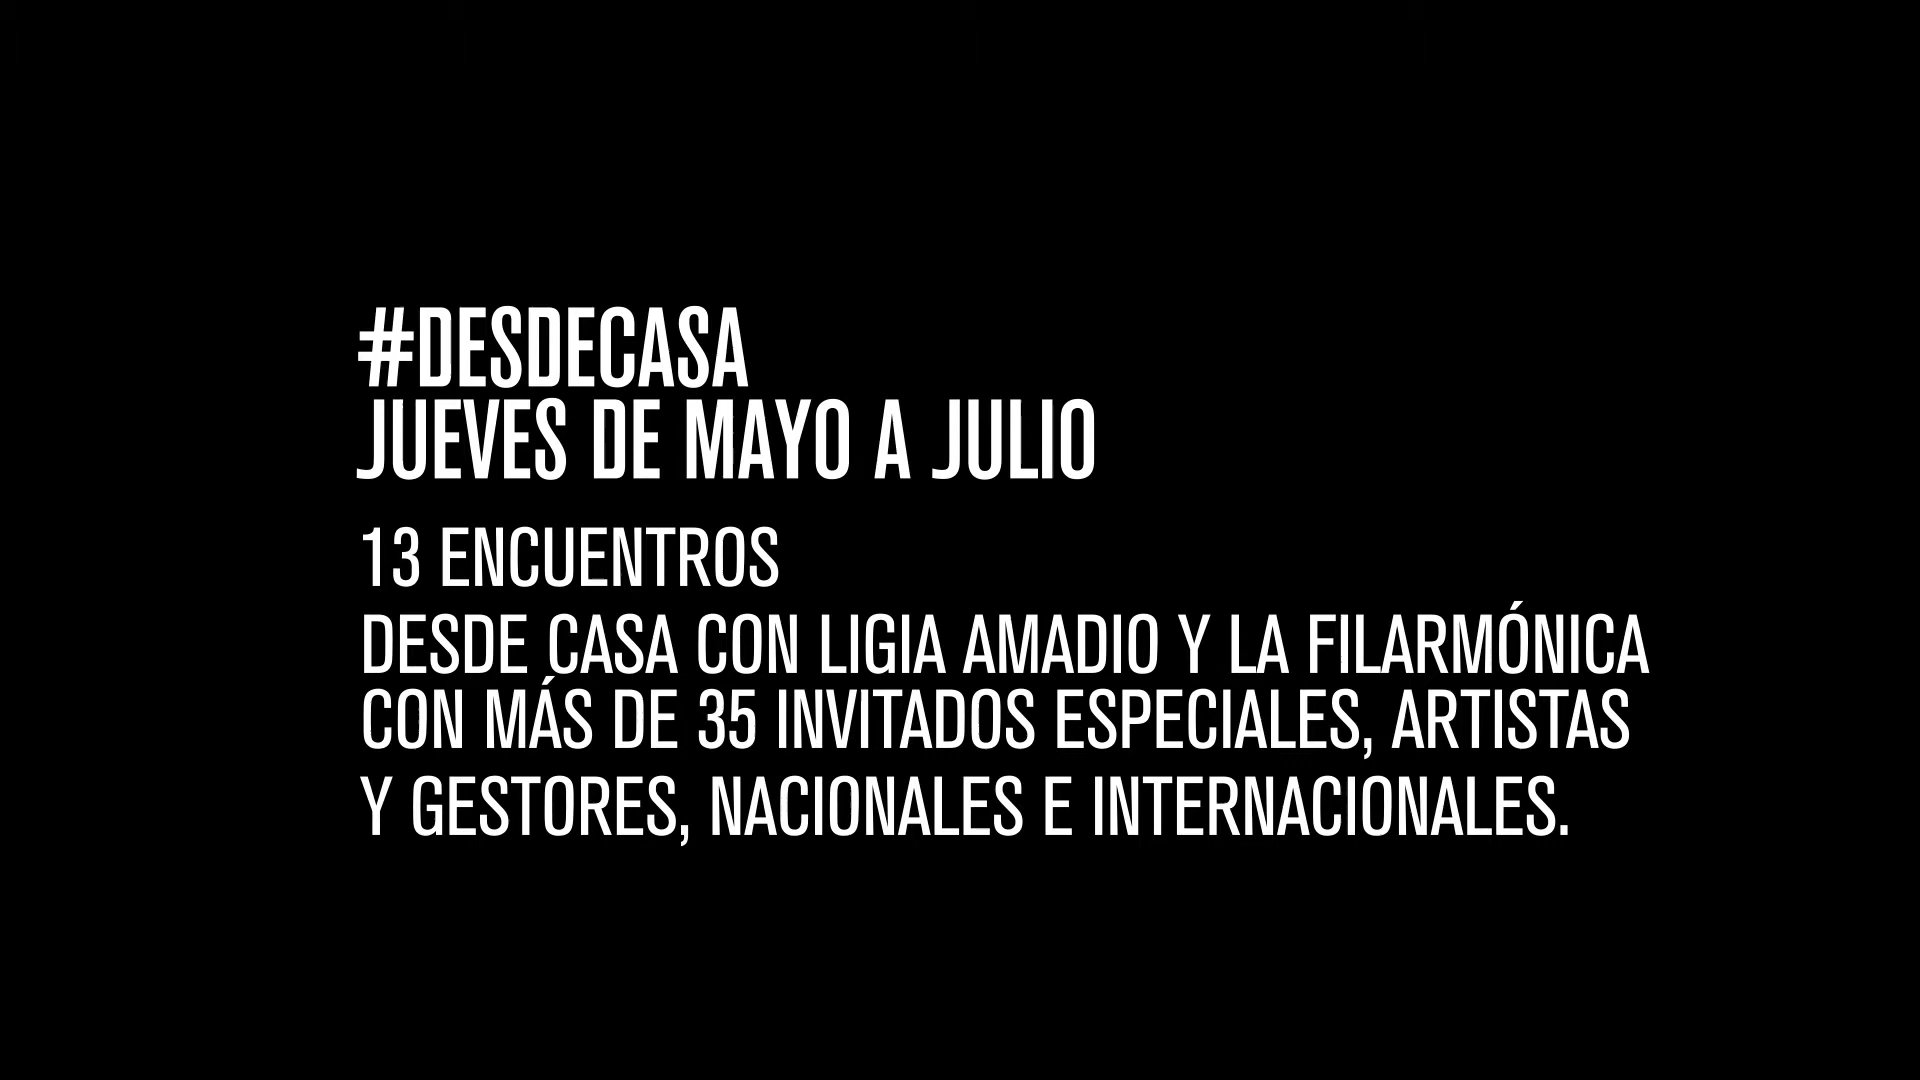 #DESDECASA
JUEVES DE MAYO A JULIO
13 ENCUENTROS
DESDE CASA CON LIGIA AMADIO Y LA FILARMÓNICA
CON MÁS DE 35 INVITADOS ESPECIALES, ARTISTAS
Y GESTORES, NACIONALES E INTERNACIONALES.